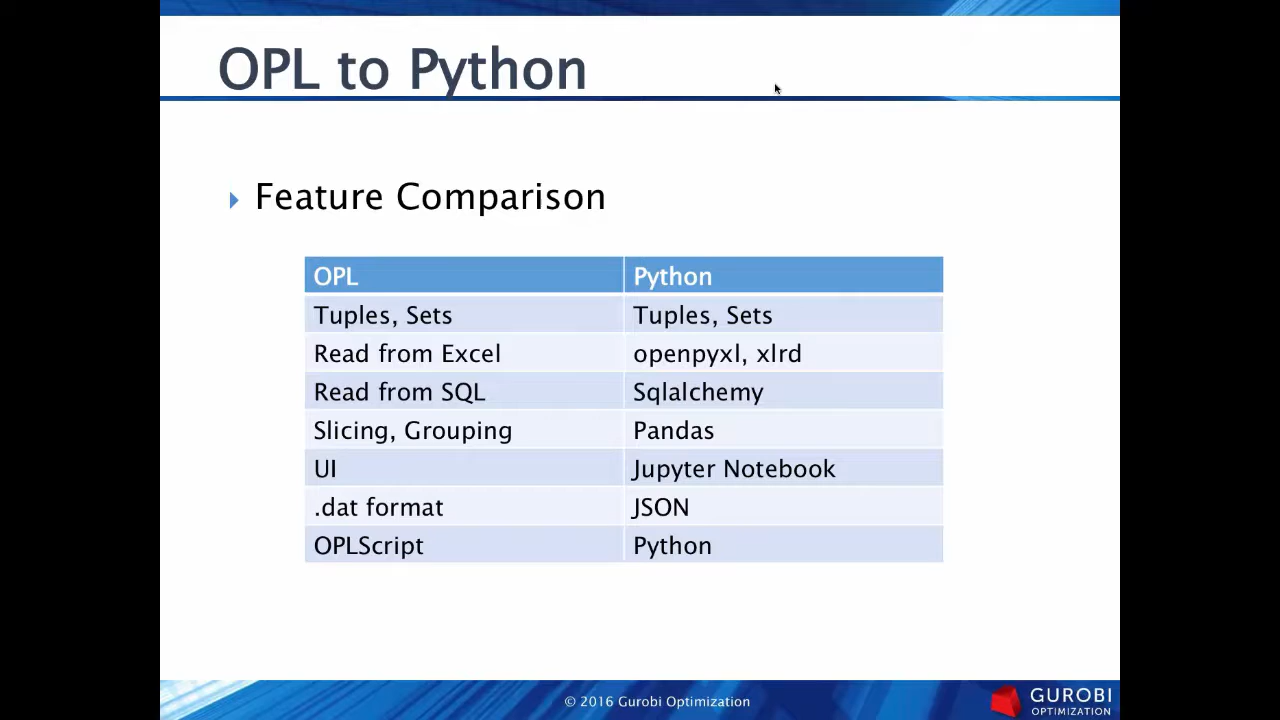 OPL to Python
Feature Comparison
OPL Python
Tuples, Sets Tuples, Sets
Read from Excel openpyxl, xlrd
Read from SQL Sqlalchemy
Slicing, Grouping Pandas
UI Jupyter Notebook
.dat format JSON
OPLScript Python
© 2016 Gurobi Optimization
GUROBI
OPTIMIZATION